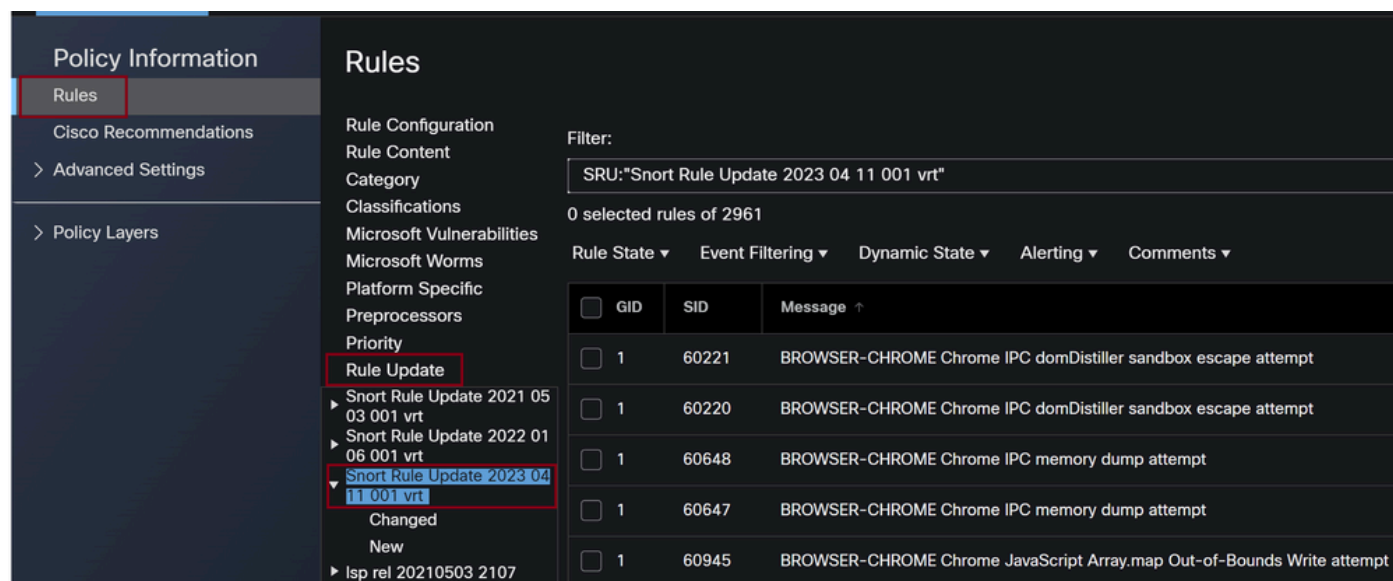 Policy Information
Rules
Cisco Recommendations
Advanced Settings
Policy Layers
Rules
Rule Configuration
Rule Content
Category
Classifications
Microsoft Vulnerabilities
Microsoft Worms
Platform Specific
Preprocessors
Priority
Rule Update
Snort Rule Update 2021 05
03 001 vrt
Snort Rule Update 2022 01
06 001 vrt
Snort Rule Update 2023 04
11 001 vrt
Changed
New
lsp rel 20210503 2107
Filter:
SRU:"Snort Rule Update 2023 04 11 001 vrt"
0 selected rules of 2961
Rule State Event Filtering Dynamic State Alerting Comments
GID SID Message ↑
1 60221 BROWSER-CHROME Chrome IPC domDistiller sandbox escape attempt
1 60220 BROWSER-CHROME Chrome IPC domDistiller sandbox escape attempt
1 60648 BROWSER-CHROME Chrome IPC memory dump attempt
1 60647 BROWSER-CHROME Chrome IPC memory dump attempt
1 60945 BROWSER-CHROME Chrome JavaScript Array.map Out-of-Bounds Write attempt